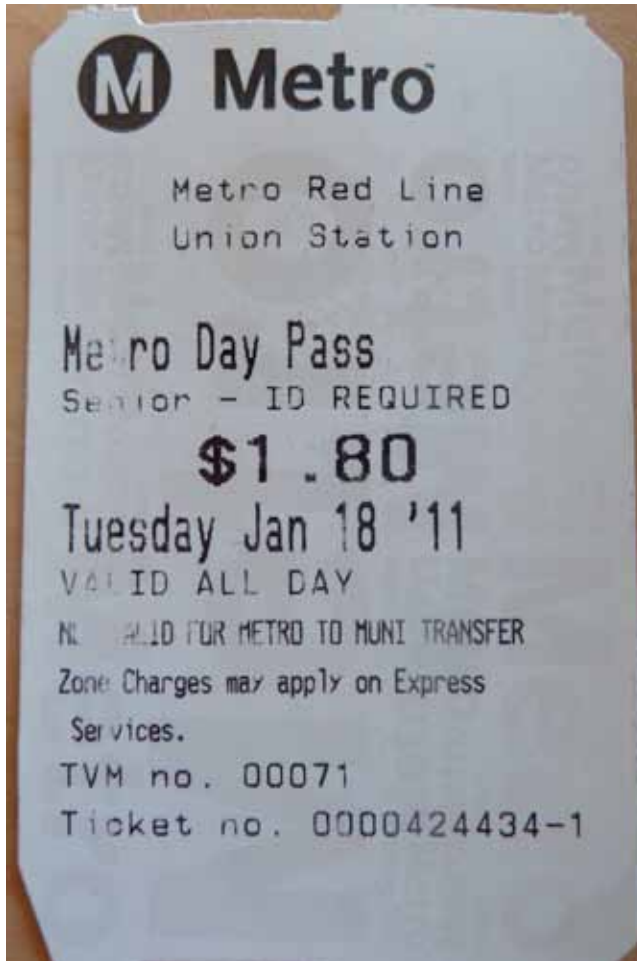 M Metro
Metro Red Line
Union Station
Metro Day Pass
Senior - ID REQUIRED
$1.80
Tuesday Jan 18 '11
VALID ALL DAY
NOT VALID FOR METRO TO MUNI TRANSFER
Zone Charges may apply on Express
Services.
TVM no. 00071
Ticket no. 0000424434-1